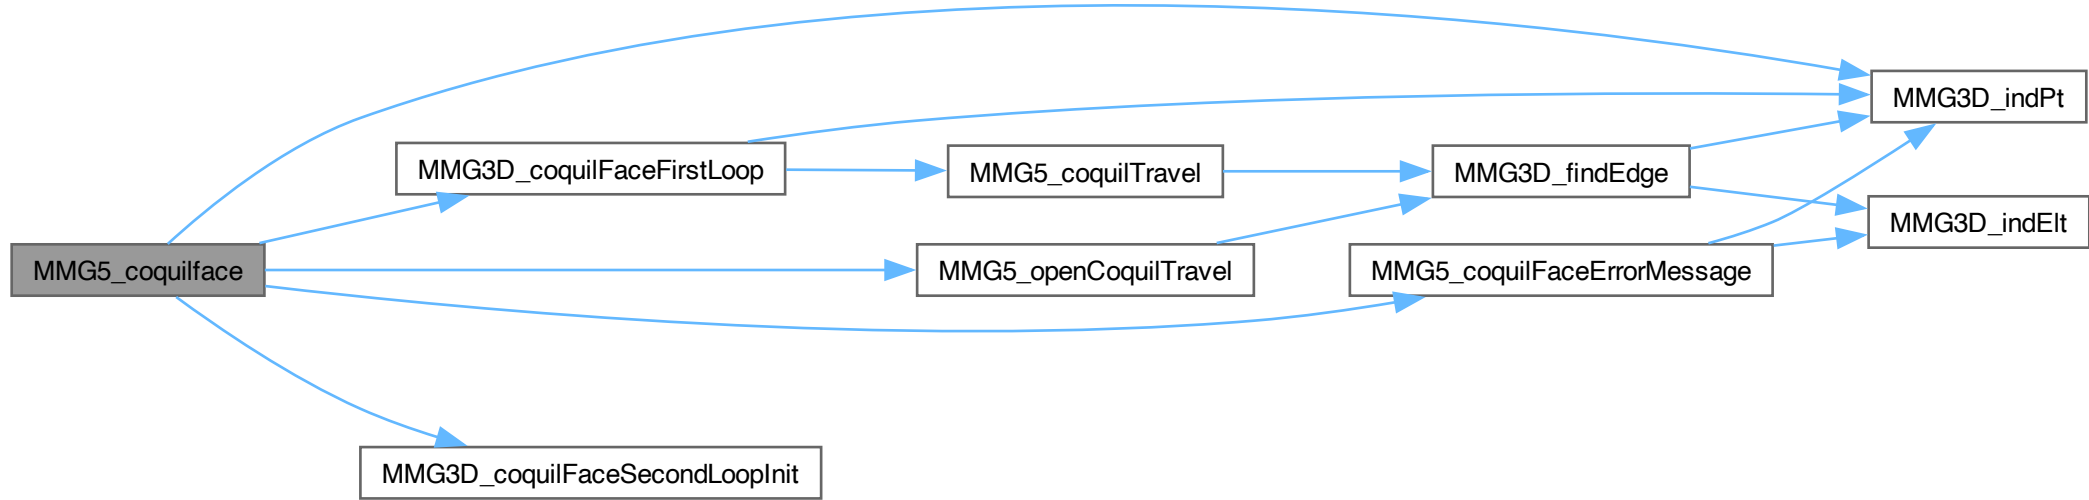 MMG3D_indPt
MMG3D_coquilFaceFirstLoop
MMG5_coquilTravel
MMG3D_findEdge
MMG3D_indElt
MMG5_coquilface
MMG5_openCoquilTravel
MMG5_coquilFaceErrorMessage
MMG3D_coquilFaceSecondLoopInit